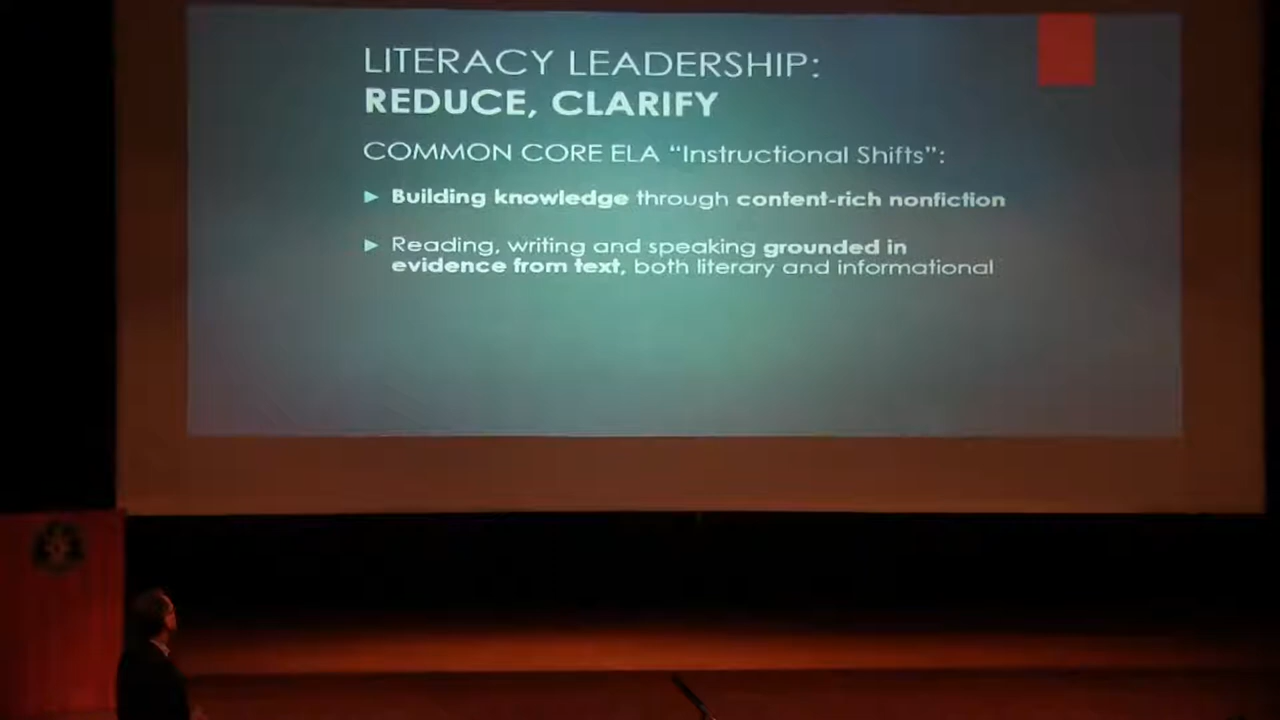 LITERACY LEADERSHIP:
REDUCE, CLARIFY
COMMON CORE ELA “Instructional Shifts”:
Building knowledge through content-rich nonfiction
Reading, writing and speaking grounded in
evidence from text, both literary and informational